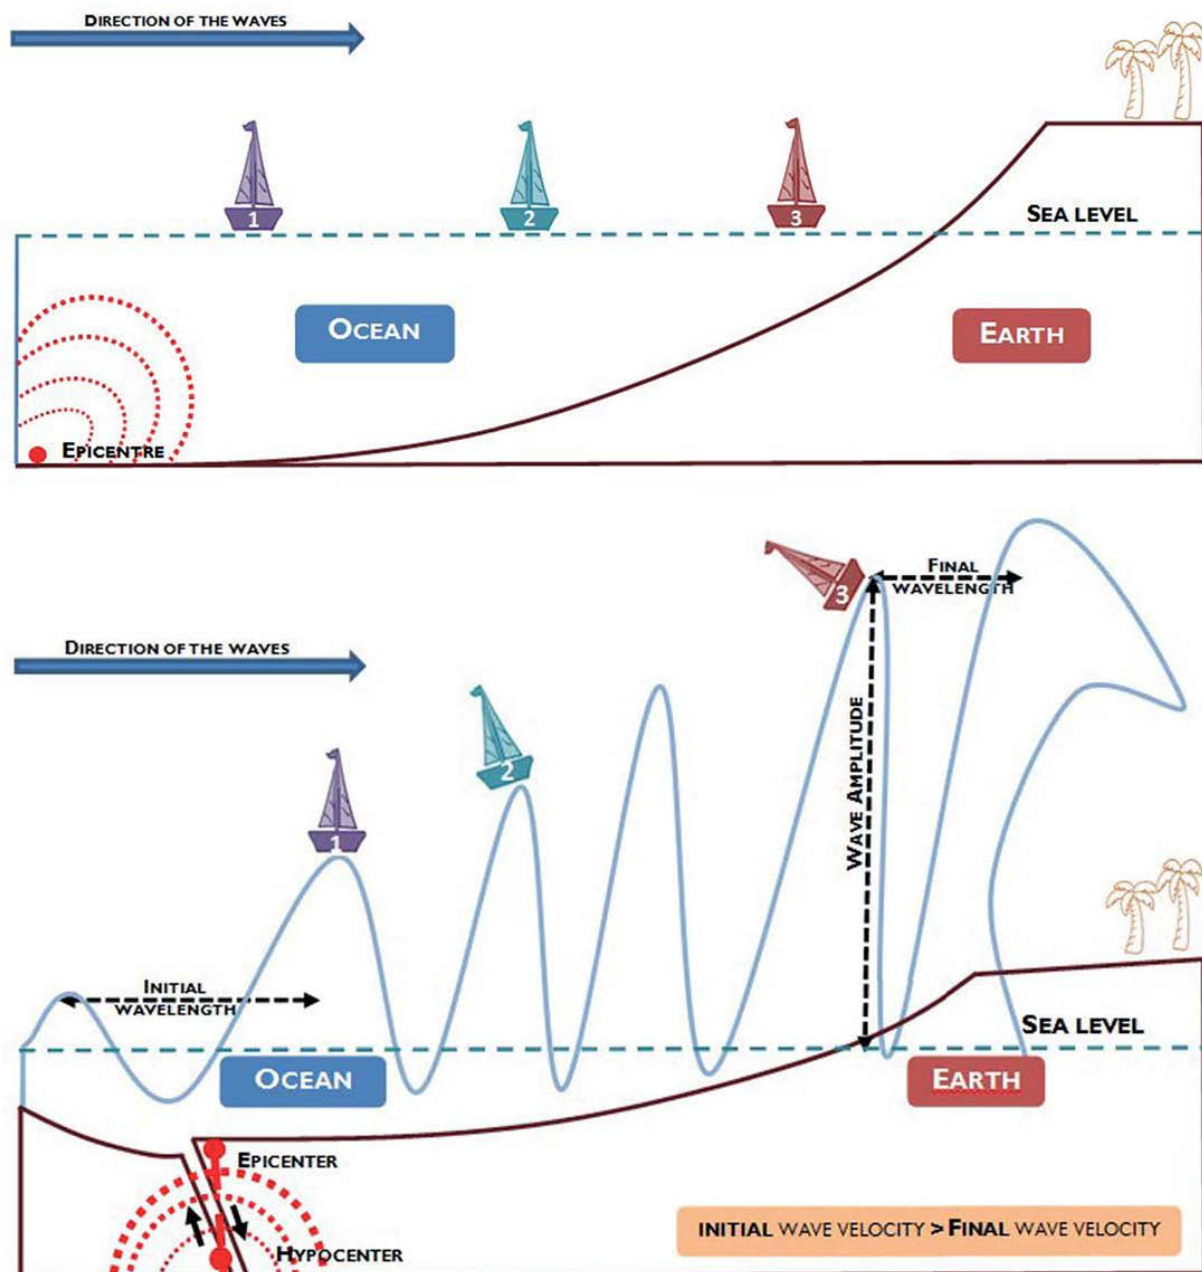 DIRECTION OF THE WAVES
1
2
3
SEA LEVEL
OCEAN
EARTH
EPICENTRE
3
FINAL
WAVELENGTH
DIRECTION OF THE WAVES
2
WAVE AMPLITUDE
1
INITIAL
WAVELENGTH
SEA LEVEL
OCEAN
EARTH
EPICENTER
INITIAL WAVE VELOCITY > FINAL WAVE VELOCITY
HYPOCENTER